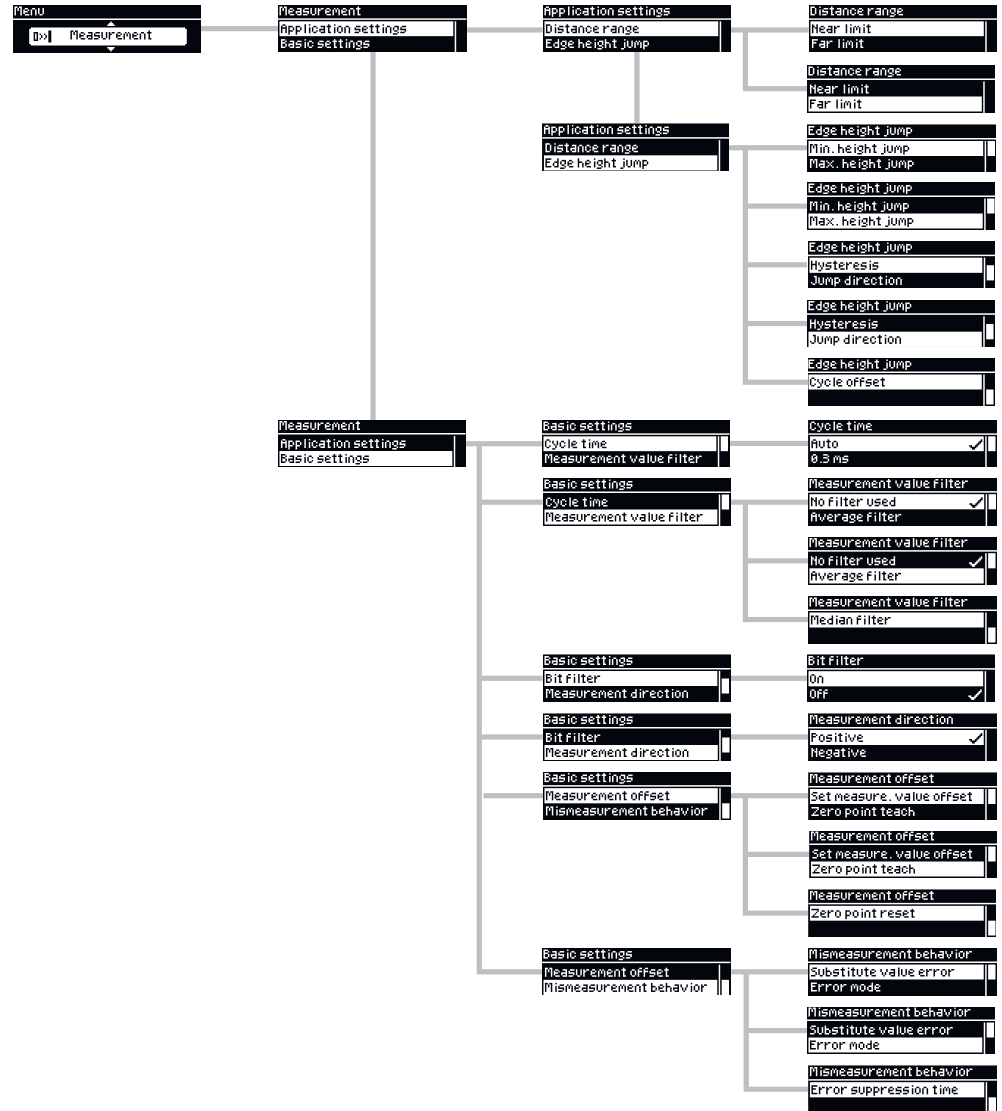 Menu
Measurement
Measurement
Application settings
Basic settings
Application settings
Distance range
Edge height jump
Distance range
Near limit
Far limit
Distance range
Near limit
Far limit
Application settings
Distance range
Edge height jump
Edge height jump
Min. height jump
Max. height jump
Edge height jump
Min. height jump
Max. height jump
Edge height jump
Hysteresis
Jump direction
Edge height jump
Hysteresis
Jump direction
Edge height jump
Cycle offset
Measurement
Application settings
Basic settings
Basic settings
Cycle time
Measurement value filter
Cycle time
Auto
0.3 ms
Basic settings
Cycle time
Measurement value filter
Measurement value filter
No filter used
Average filter
Measurement value filter
No filter used
Average filter
Measurement value filter
Median filter
Basic settings
Bit filter
Measurement direction
Bit filter
On
Off
Basic settings
Bit filter
Measurement direction
Measurement direction
Positive
Negative
Basic settings
Measurement offset
Mismeasurement behavior
Measurement offset
Set measure. value offset
Zero point teach
Measurement offset
Set measure. value offset
Zero point teach
Measurement offset
Zero point reset
Basic settings
Measurement offset
Mismeasurement behavior
Mismeasurement behavior
Substitute value error
Error mode
Mismeasurement behavior
Substitute value error
Error mode
Mismeasurement behavior
Error suppression time